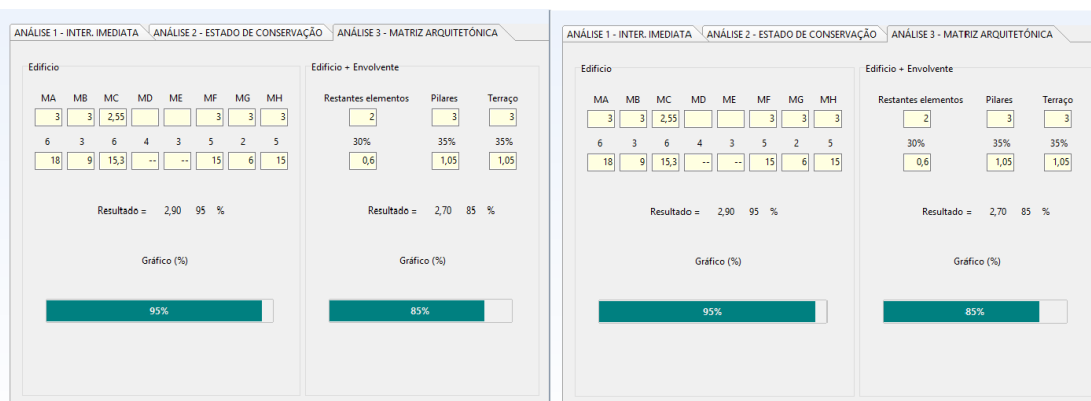 ANÁLISE 1 - INTER. IMEDIATA ANÁLISE 2 - ESTADO DE CONSERVAÇÃO ANÁLISE 3 - MATRIZ ARQUITETÓNICA
Edificio
MA MB MC MD ME MF MG MH
3 3 2,55 3 3 3
6 3 6 4 3 5 2 5
18 9 15,3 -- -- 15 6 15
Resultado = 2,90 95 %
Gráfico (%)
95%
Edificio + Envolvente
Restantes elementos Pilares Terraço
2 3 3
30% 35% 35%
0,6 1,05 1,05
Resultado = 2,70 85 %
Gráfico (%)
85%
ANÁLISE 1 - INTER. IMEDIATA ANÁLISE 2 - ESTADO DE CONSERVAÇÃO ANÁLISE 3 - MATRIZ ARQUITETÓNICA
Edificio
MA MB MC MD ME MF MG MH
3 3 2,55 3 3 3
6 3 6 4 3 5 2 5
18 9 15,3 -- -- 15 6 15
Resultado = 2,90 95 %
Gráfico (%)
95%
Edificio + Envolvente
Restantes elementos Pilares Terraço
2 3 3
30% 35% 35%
0,6 1,05 1,05
Resultado = 2,70 85 %
Gráfico (%)
85%